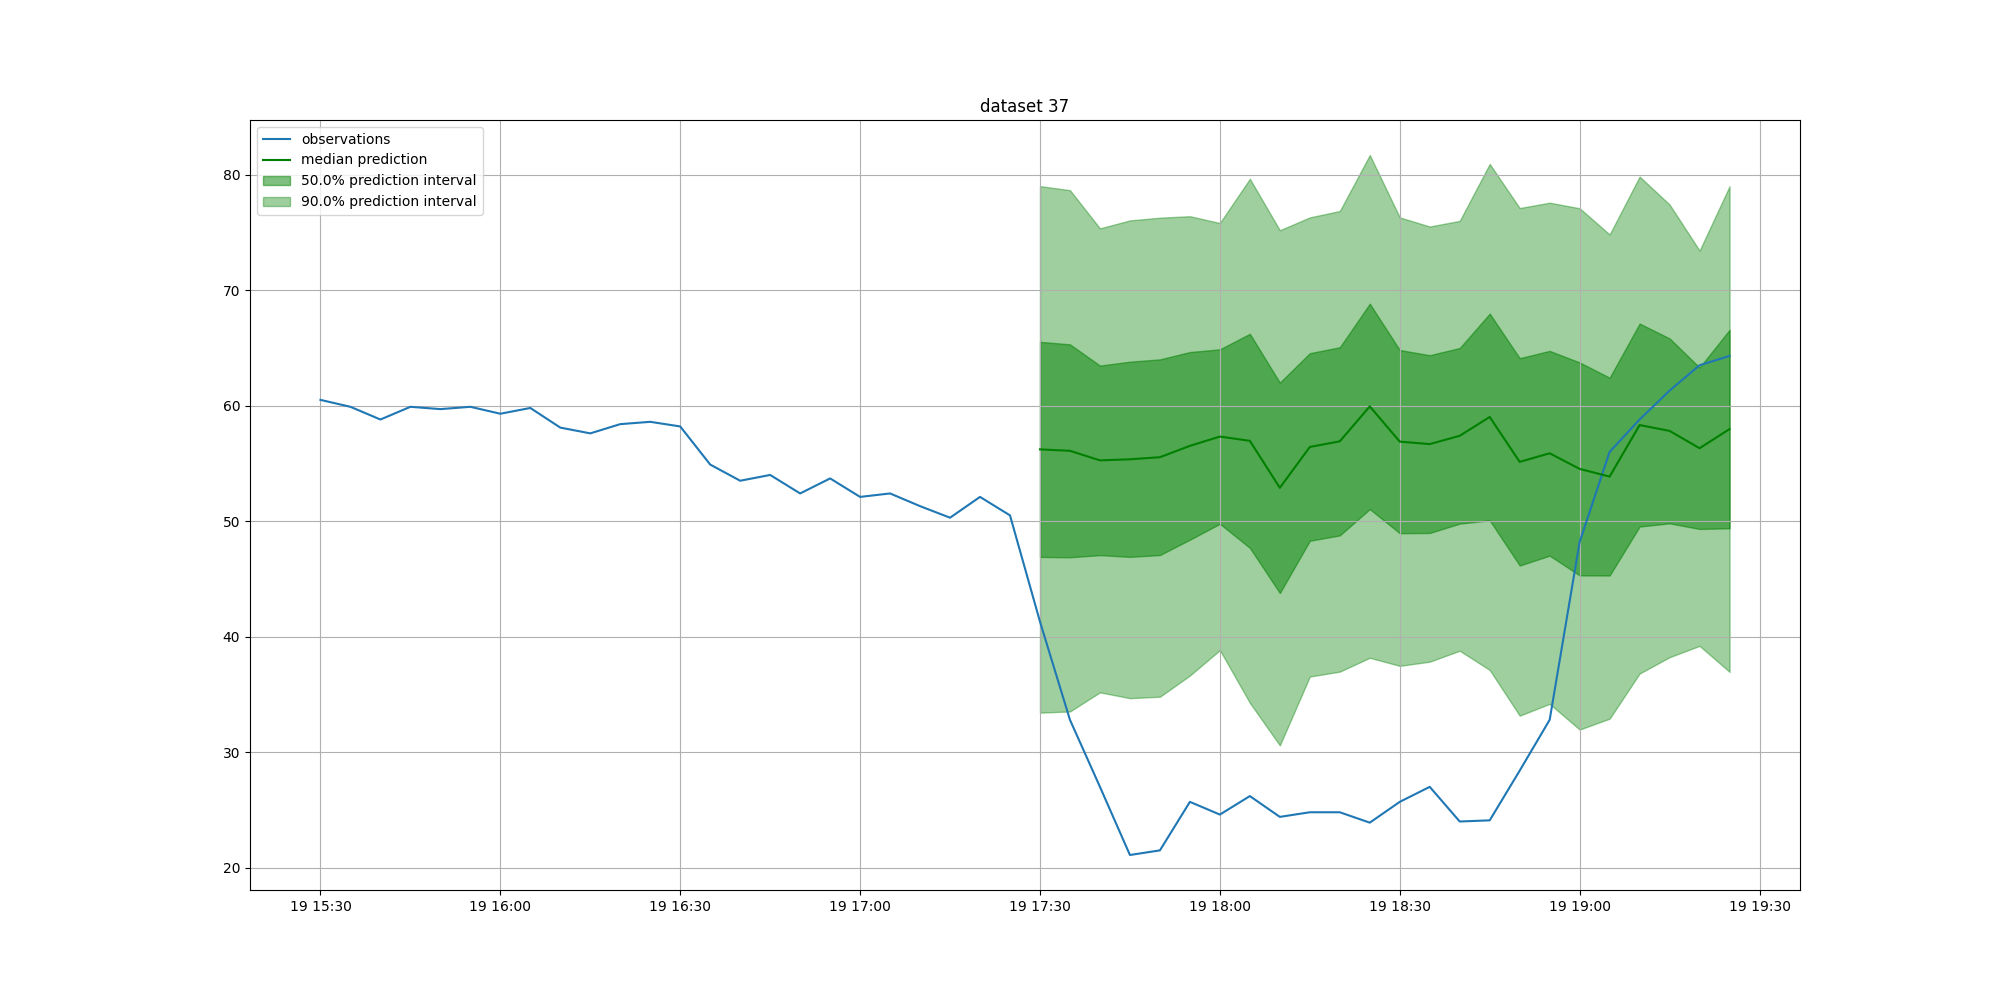 dataset 37
observations
median prediction
50.0% prediction interval
90.0% prediction interval
80
70
60
50
40
30
20
19 15:30 19 16:00 19 16:30 19 17:00 19 17:30 19 18:00 19 18:30 19 19:00 19 19:30